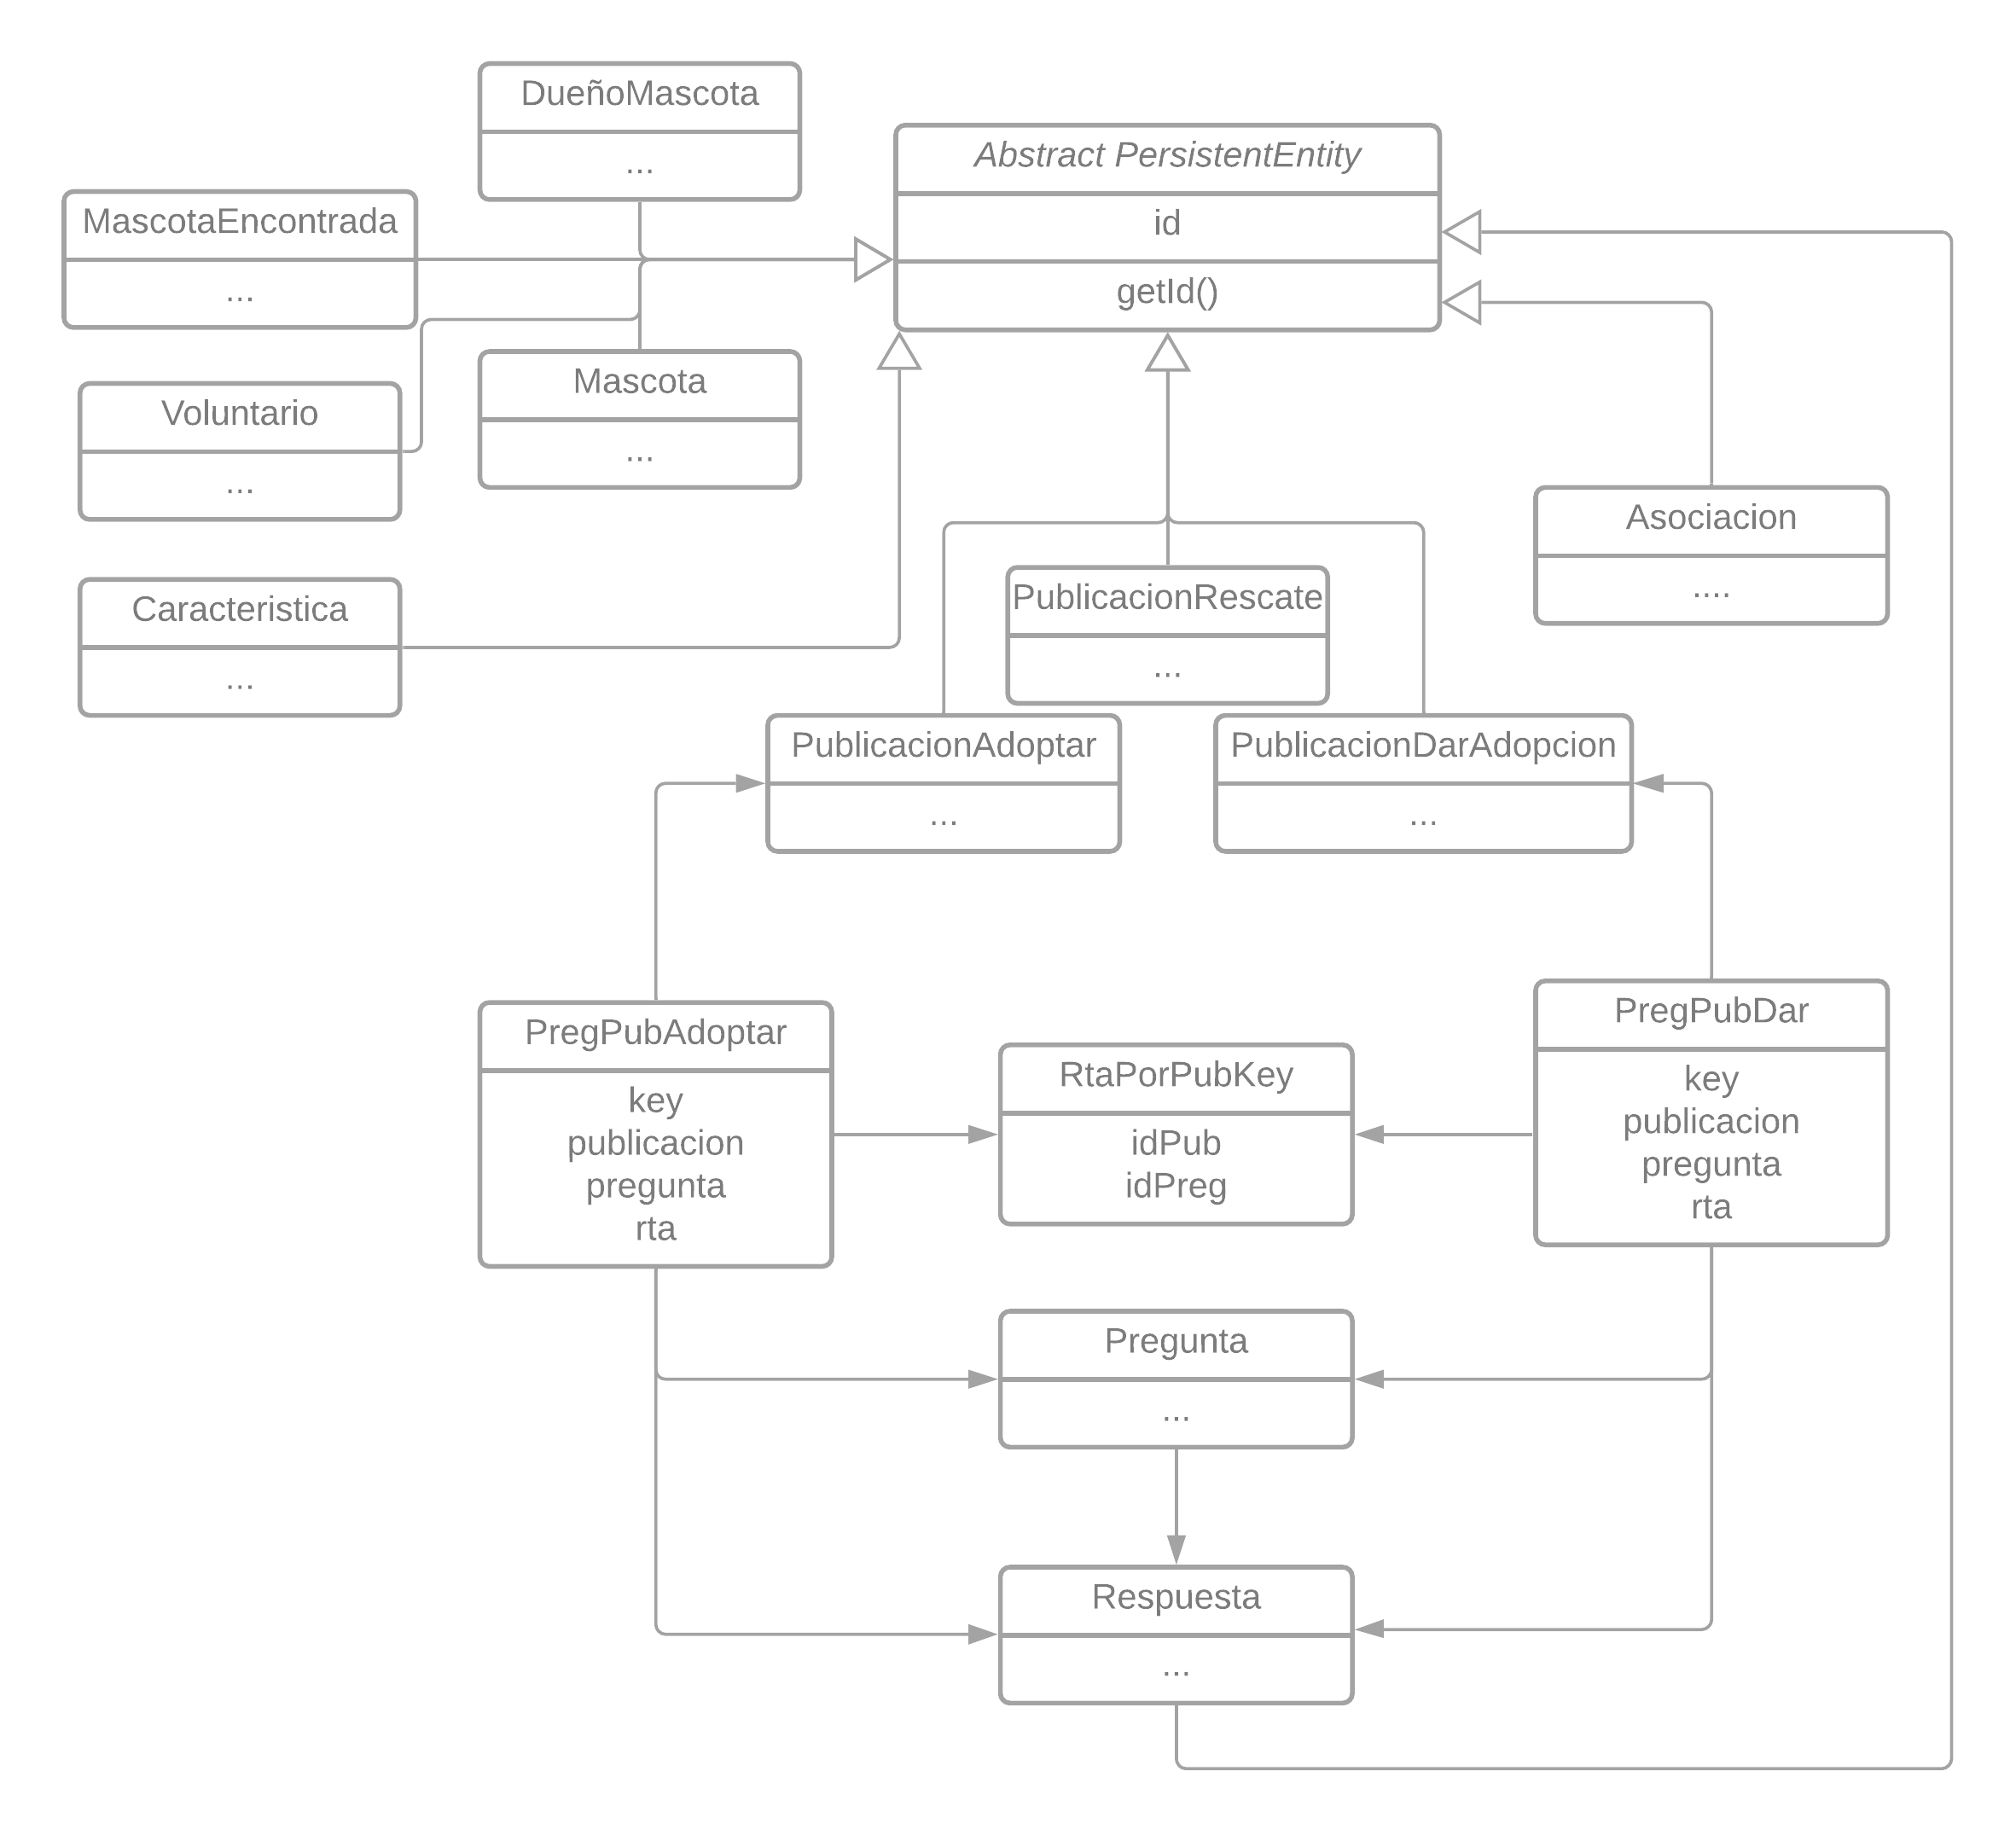 DueñoMascota
...
Abstract PersistentEntity
id
getId()
MascotaEncontrada
...
Mascota
...
Voluntario
...
Asociacion
....
Caracteristica
...
PublicacionRescate
...
PublicacionAdoptar
...
PublicacionDarAdopcion
...
PregPubAdoptar
key
publicacion
pregunta
rta
RtaPorPubKey
idPub
idPreg
PregPubDar
key
publicacion
pregunta
rta
Pregunta
...
Respuesta
...